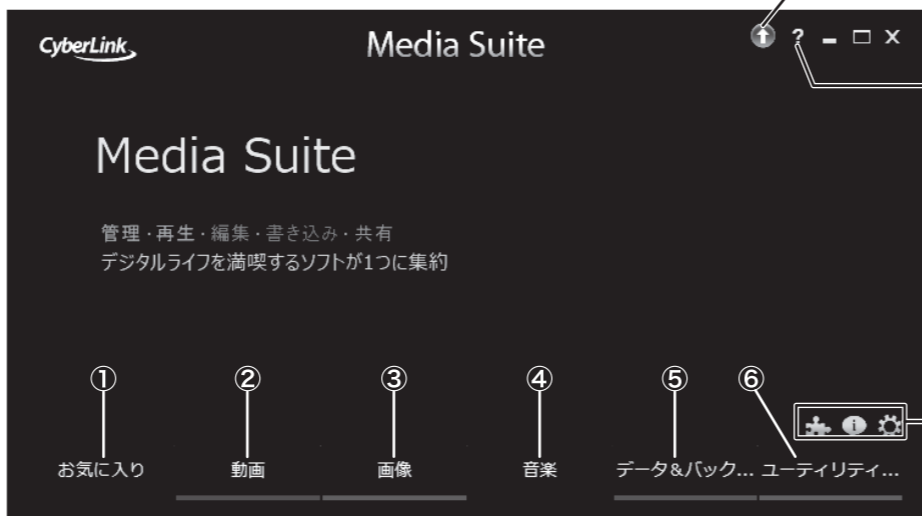 CyberLink
Media Suite
?
Media Suite
管理・再生・編集・書き込み・共有
デジタルライフを満喫するソフトが1つに集約
① ② ③ ④ ⑤ ⑥
お気に入り 動画 画像 音楽 データ&バック... ユーティリティ...